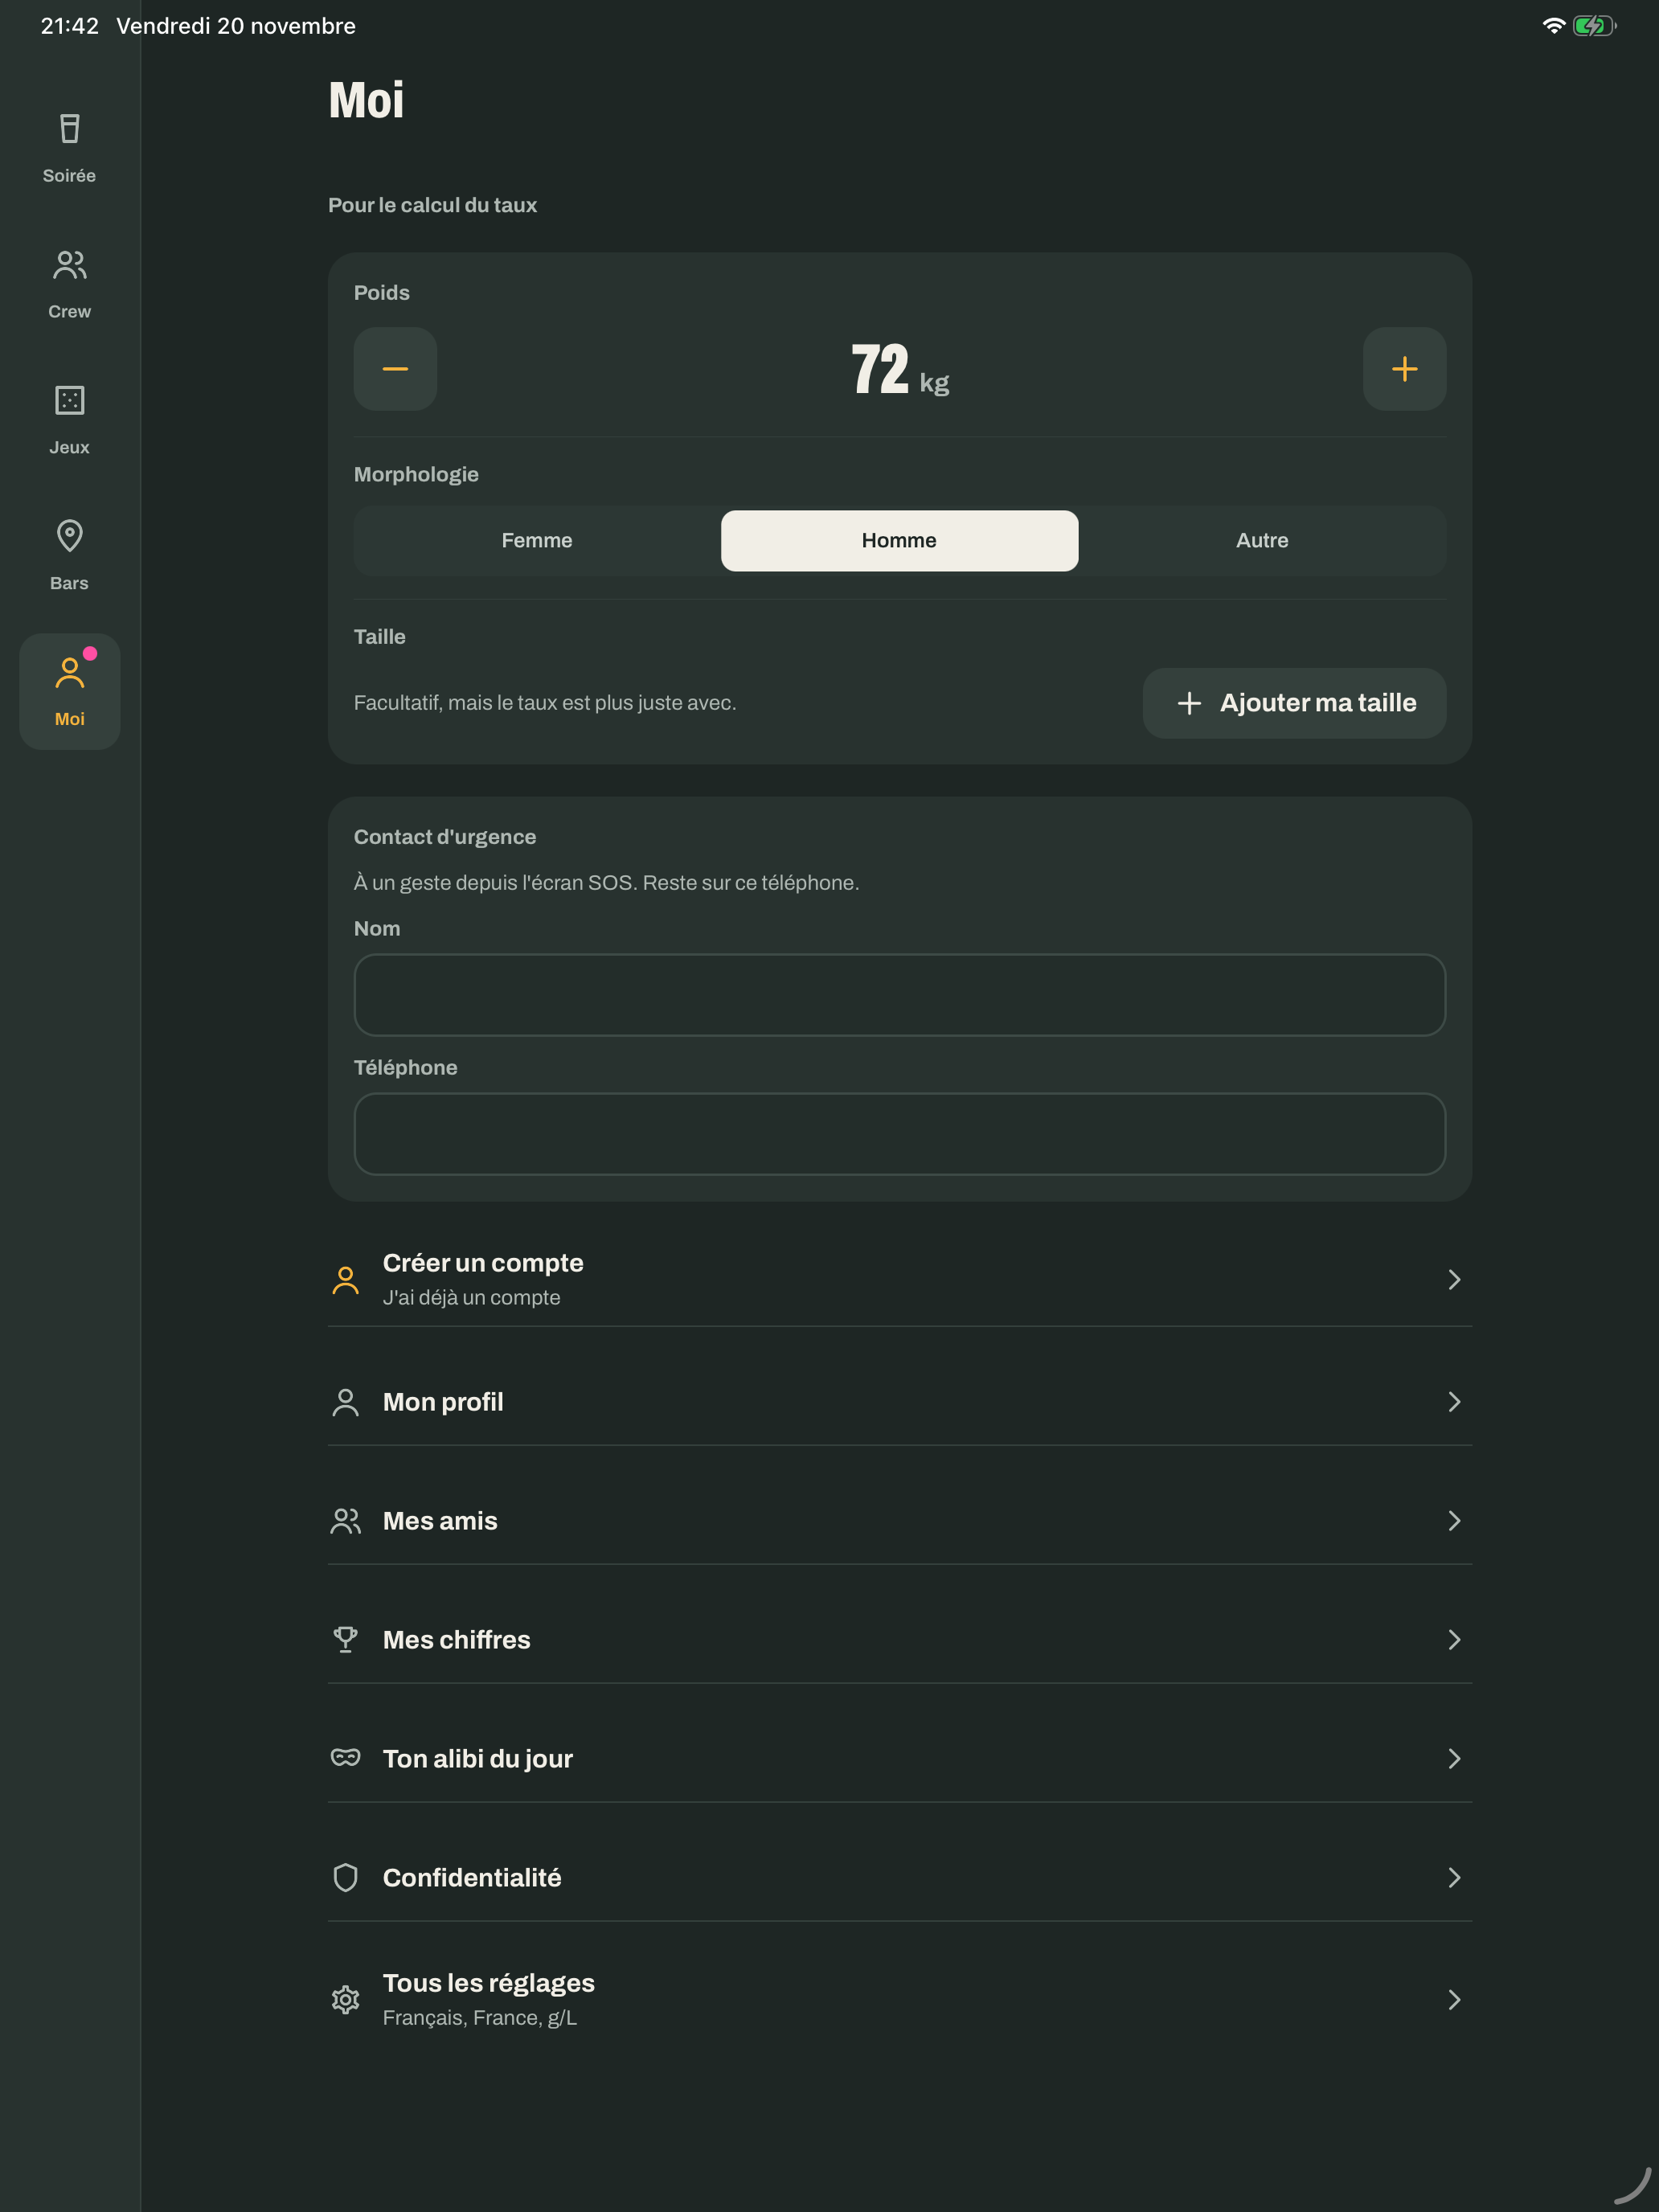 21:42 Vendredi 20 novembre
Moi
Soirée
Crew
Jeux
Bars
Moi
Pour le calcul du taux
Poids
72 kg
Morphologie
Femme
Homme
Autre
Taille
Facultatif, mais le taux est plus juste avec.
Ajouter ma taille
Contact d'urgence
À un geste depuis l'écran SOS. Reste sur ce téléphone.
Nom
Téléphone
Créer un compte
J'ai déjà un compte
Mon profil
Mes amis
Mes chiffres
Ton alibi du jour
Confidentialité
Tous les réglages
Français, France, g/L